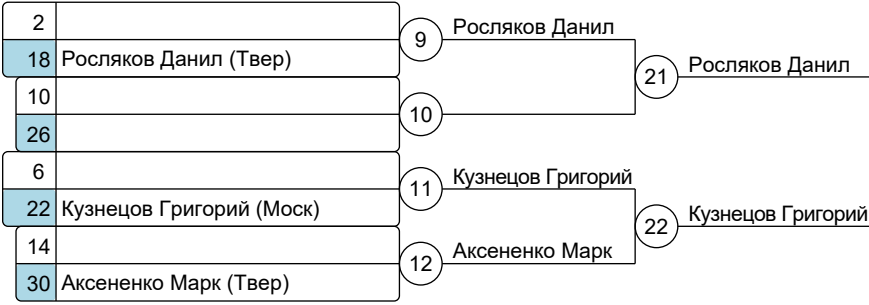 2
18 Росляков Данил (Твер)
9
Росляков Данил
10
26
10
21
Росляков Данил
6
22 Кузнецов Григорий (Моск)
11
Кузнецов Григорий
14
30 Аксененко Марк (Твер)
12
Аксененко Марк
22
Кузнецов Григорий